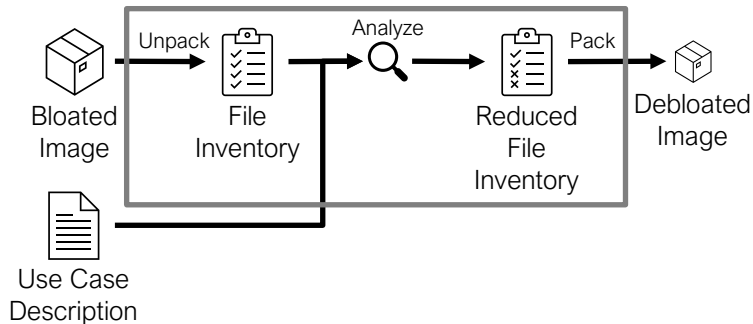 Unpack
Analyze
Pack
Bloated
Image
File
Inventory
Reduced
File
Inventory
Debloated
Image
Use Case
Description